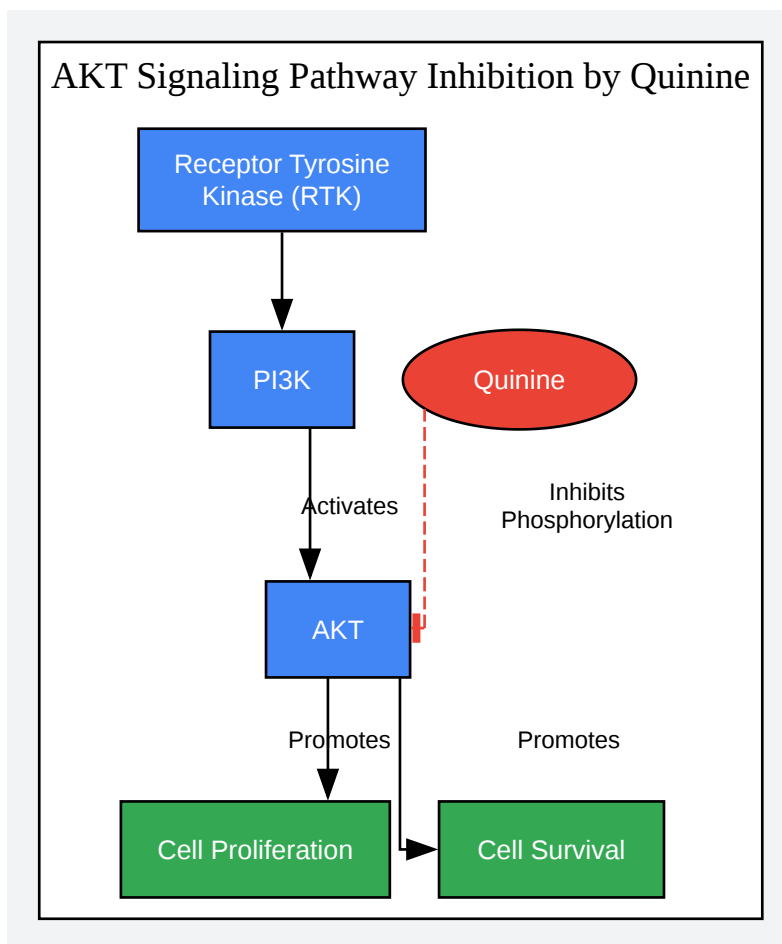 AKT Signaling Pathway Inhibition by Quinine
Receptor Tyrosine
Kinase (RTK)
PI3K
Quinine
Activates
Inhibits
Phosphorylation
AKT
Promotes
Promotes
Cell Proliferation
Cell Survival